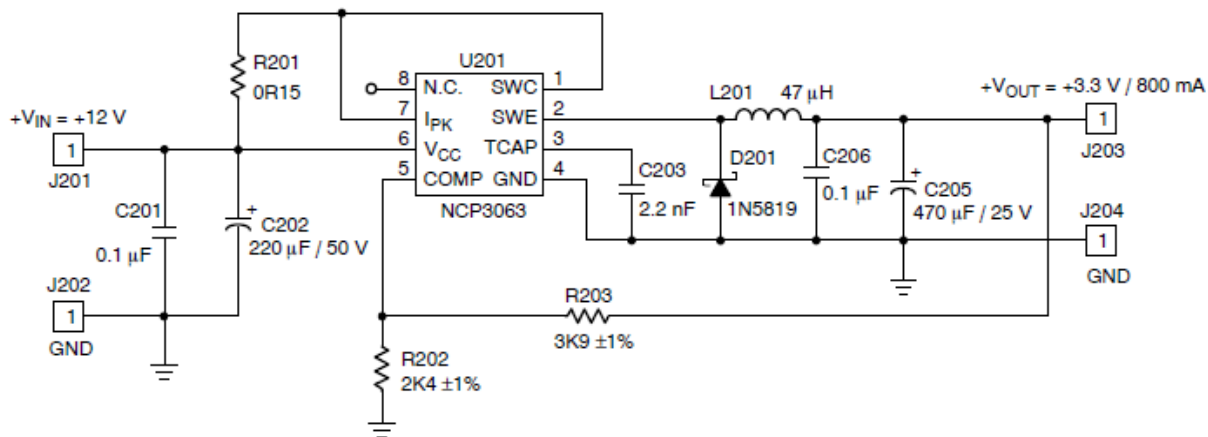 U201
R201
0R15
8 N.C. SWC 1
7 IPK SWE 2
6 VCC TCAP 3
5 COMP GND 4
NCP3063
L201 47 µH
+VOUT = +3.3 V / 800 mA
1
J203
+VIN = +12 V
1
J201
C203
2.2 nF
D201
1N5819
C206
0.1 µF
+
C205
470 µF / 25 V
J204
1
GND
C201
0.1 µF
+
C202
220 µF / 50 V
J202
1
GND
R203
3K9 ±1%
R202
2K4 ±1%